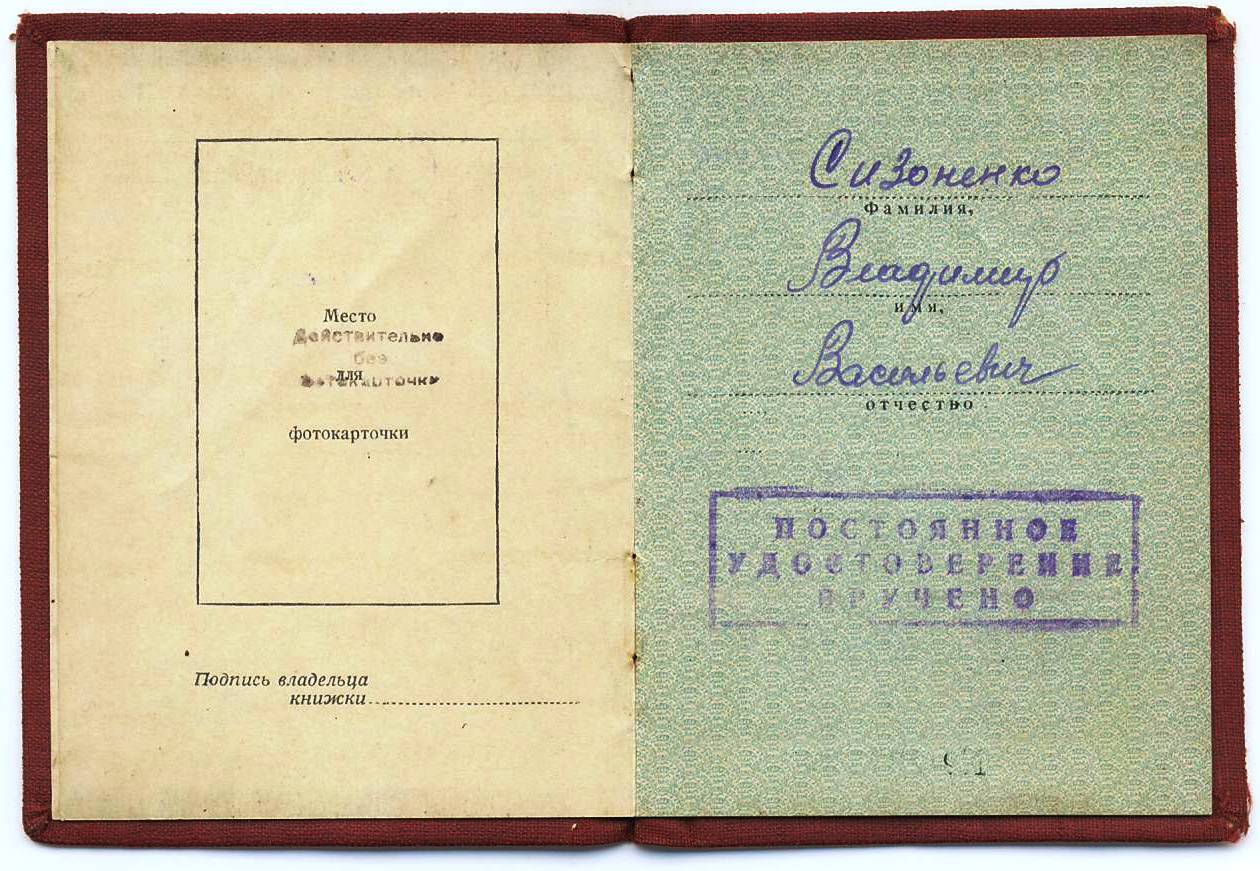 Место
Действительно
без
для
фотокарточки
фотокарточки
Подпись владельца
книжки
Сизоненко
Фамилия,
Владимир
имя,
Васильевич
отчество
ПОСТОЯННОЕ
УДОСТОВЕРЕНИЕ
ВРУЧЕНО